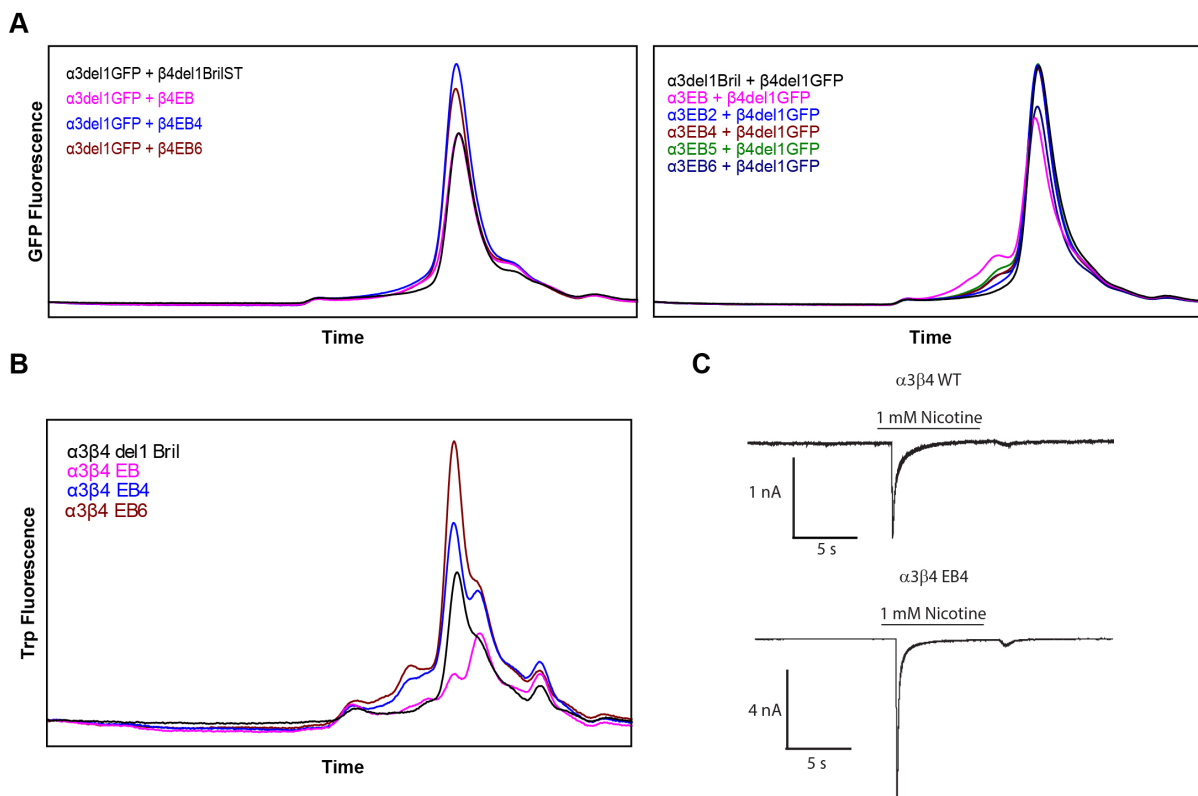 A
GFP Fluorescence
α3del1GFP + β4del1BrilST
α3del1GFP + β4EB
α3del1GFP + β4EB4
α3del1GFP + β4EB6
Time
α3del1Bril + β4del1GFP
α3EB + β4del1GFP
α3EB2 + β4del1GFP
α3EB4 + β4del1GFP
α3EB5 + β4del1GFP
α3EB6 + β4del1GFP
Time
B
Trp Fluorescence
α3β4 del1 Bril
α3β4 EB
α3β4 EB4
α3β4 EB6
Time
C
α3β4 WT
1 mM Nicotine
1 nA
5 s
α3β4 EB4
1 mM Nicotine
4 nA
5 s